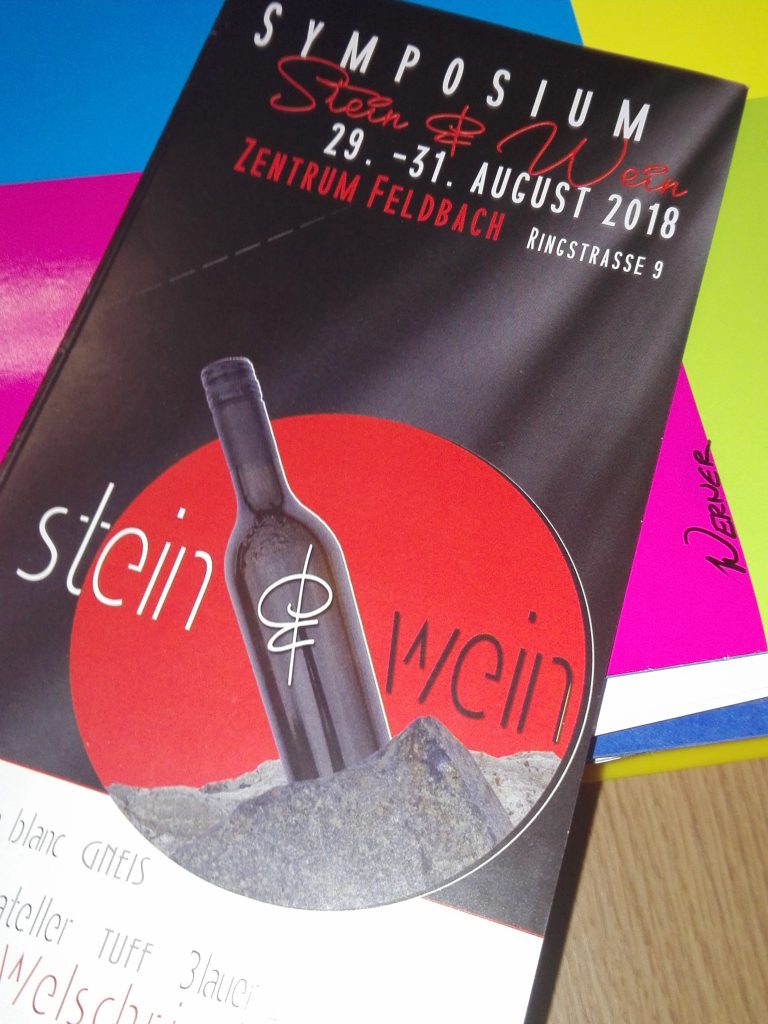 SYMPOSIUM
Stein & Wein
29. -31. AUGUST 2018
ZENTRUM FELDBACH RINGSTRASSE 9
stein & wein
WERNER
blanc GNEIS
TUFF Blauer